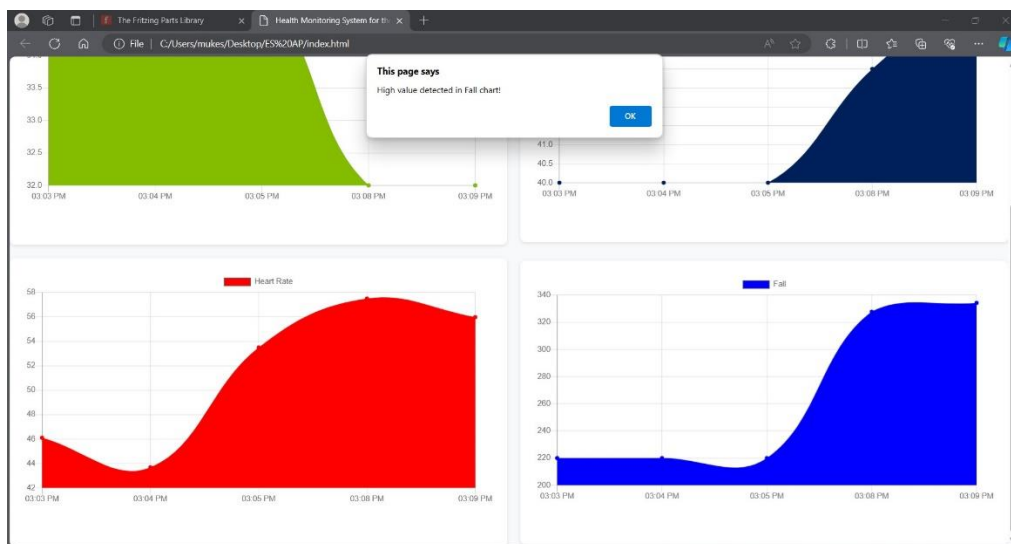 The Fritzing Parts Library
Health Monitoring System for th
File | C:/Users/mukes/Desktop/ES%20AP/index.html
This page says
High value detected in Fall chart!
OK
33.5
33.0
32.5
32.0
03:03 PM 03:04 PM 03:05 PM 03:08 PM 03:09 PM
41.0
40.5
40.0
03:03 PM 03:04 PM 03:05 PM 03:08 PM 03:09 PM
Heart Rate
58
56
54
52
50
48
46
44
42
03:03 PM 03:04 PM 03:05 PM 03:08 PM 03:09 PM
Fall
340
320
300
280
260
240
220
200
03:03 PM 03:04 PM 03:05 PM 03:08 PM 03:09 PM